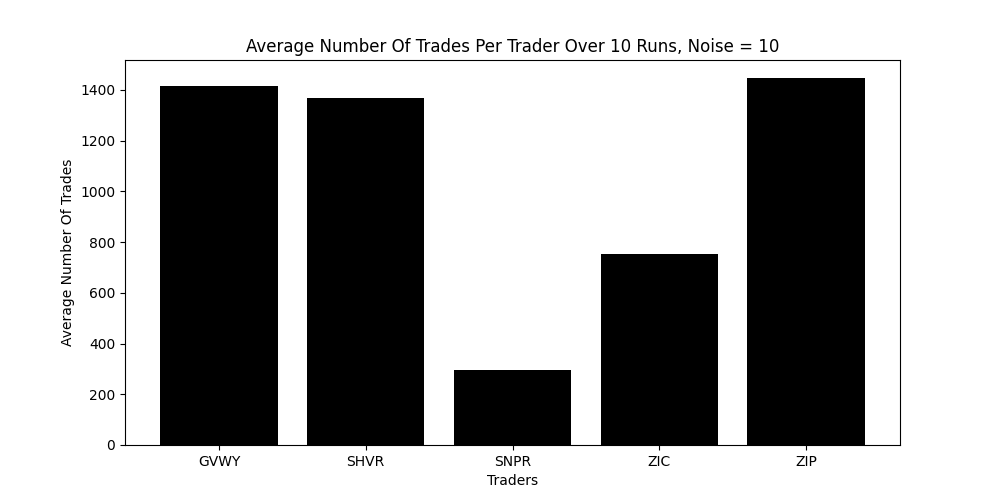 Average Number Of Trades Per Trader Over 10 Runs, Noise = 10
Average Number Of Trades
1400
1200
1000
800
600
400
200
0
GVWY SHVR SNPR ZIC ZIP
Traders